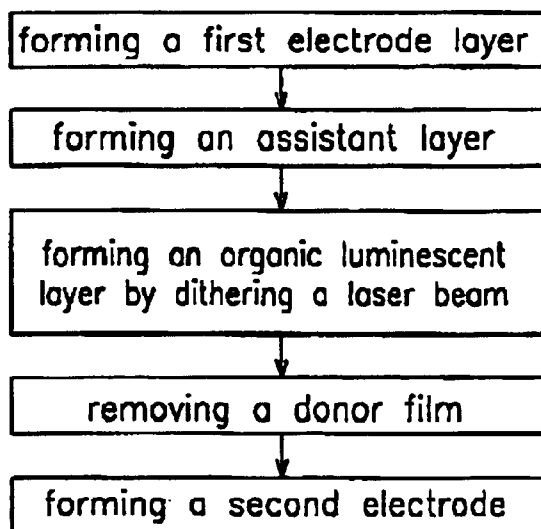 forming a first electrode layer
forming an assistant layer
forming an organic luminescent
layer by dithering a laser beam
removing a donor film
forming a second electrode